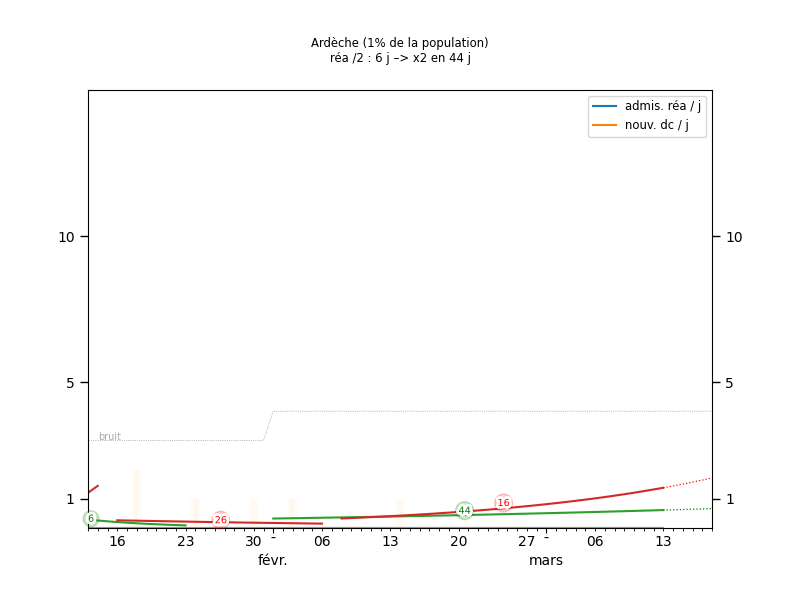 Ardèche (1% de la population)
réa /2 : 6 j –> x2 en 44 j
admis. réa / j
nouv. dc / j
10 10
5 5
bruit
1 1
6 26 44 16
16 23 30 - 06 13 20 27 - 06 13
févr. mars